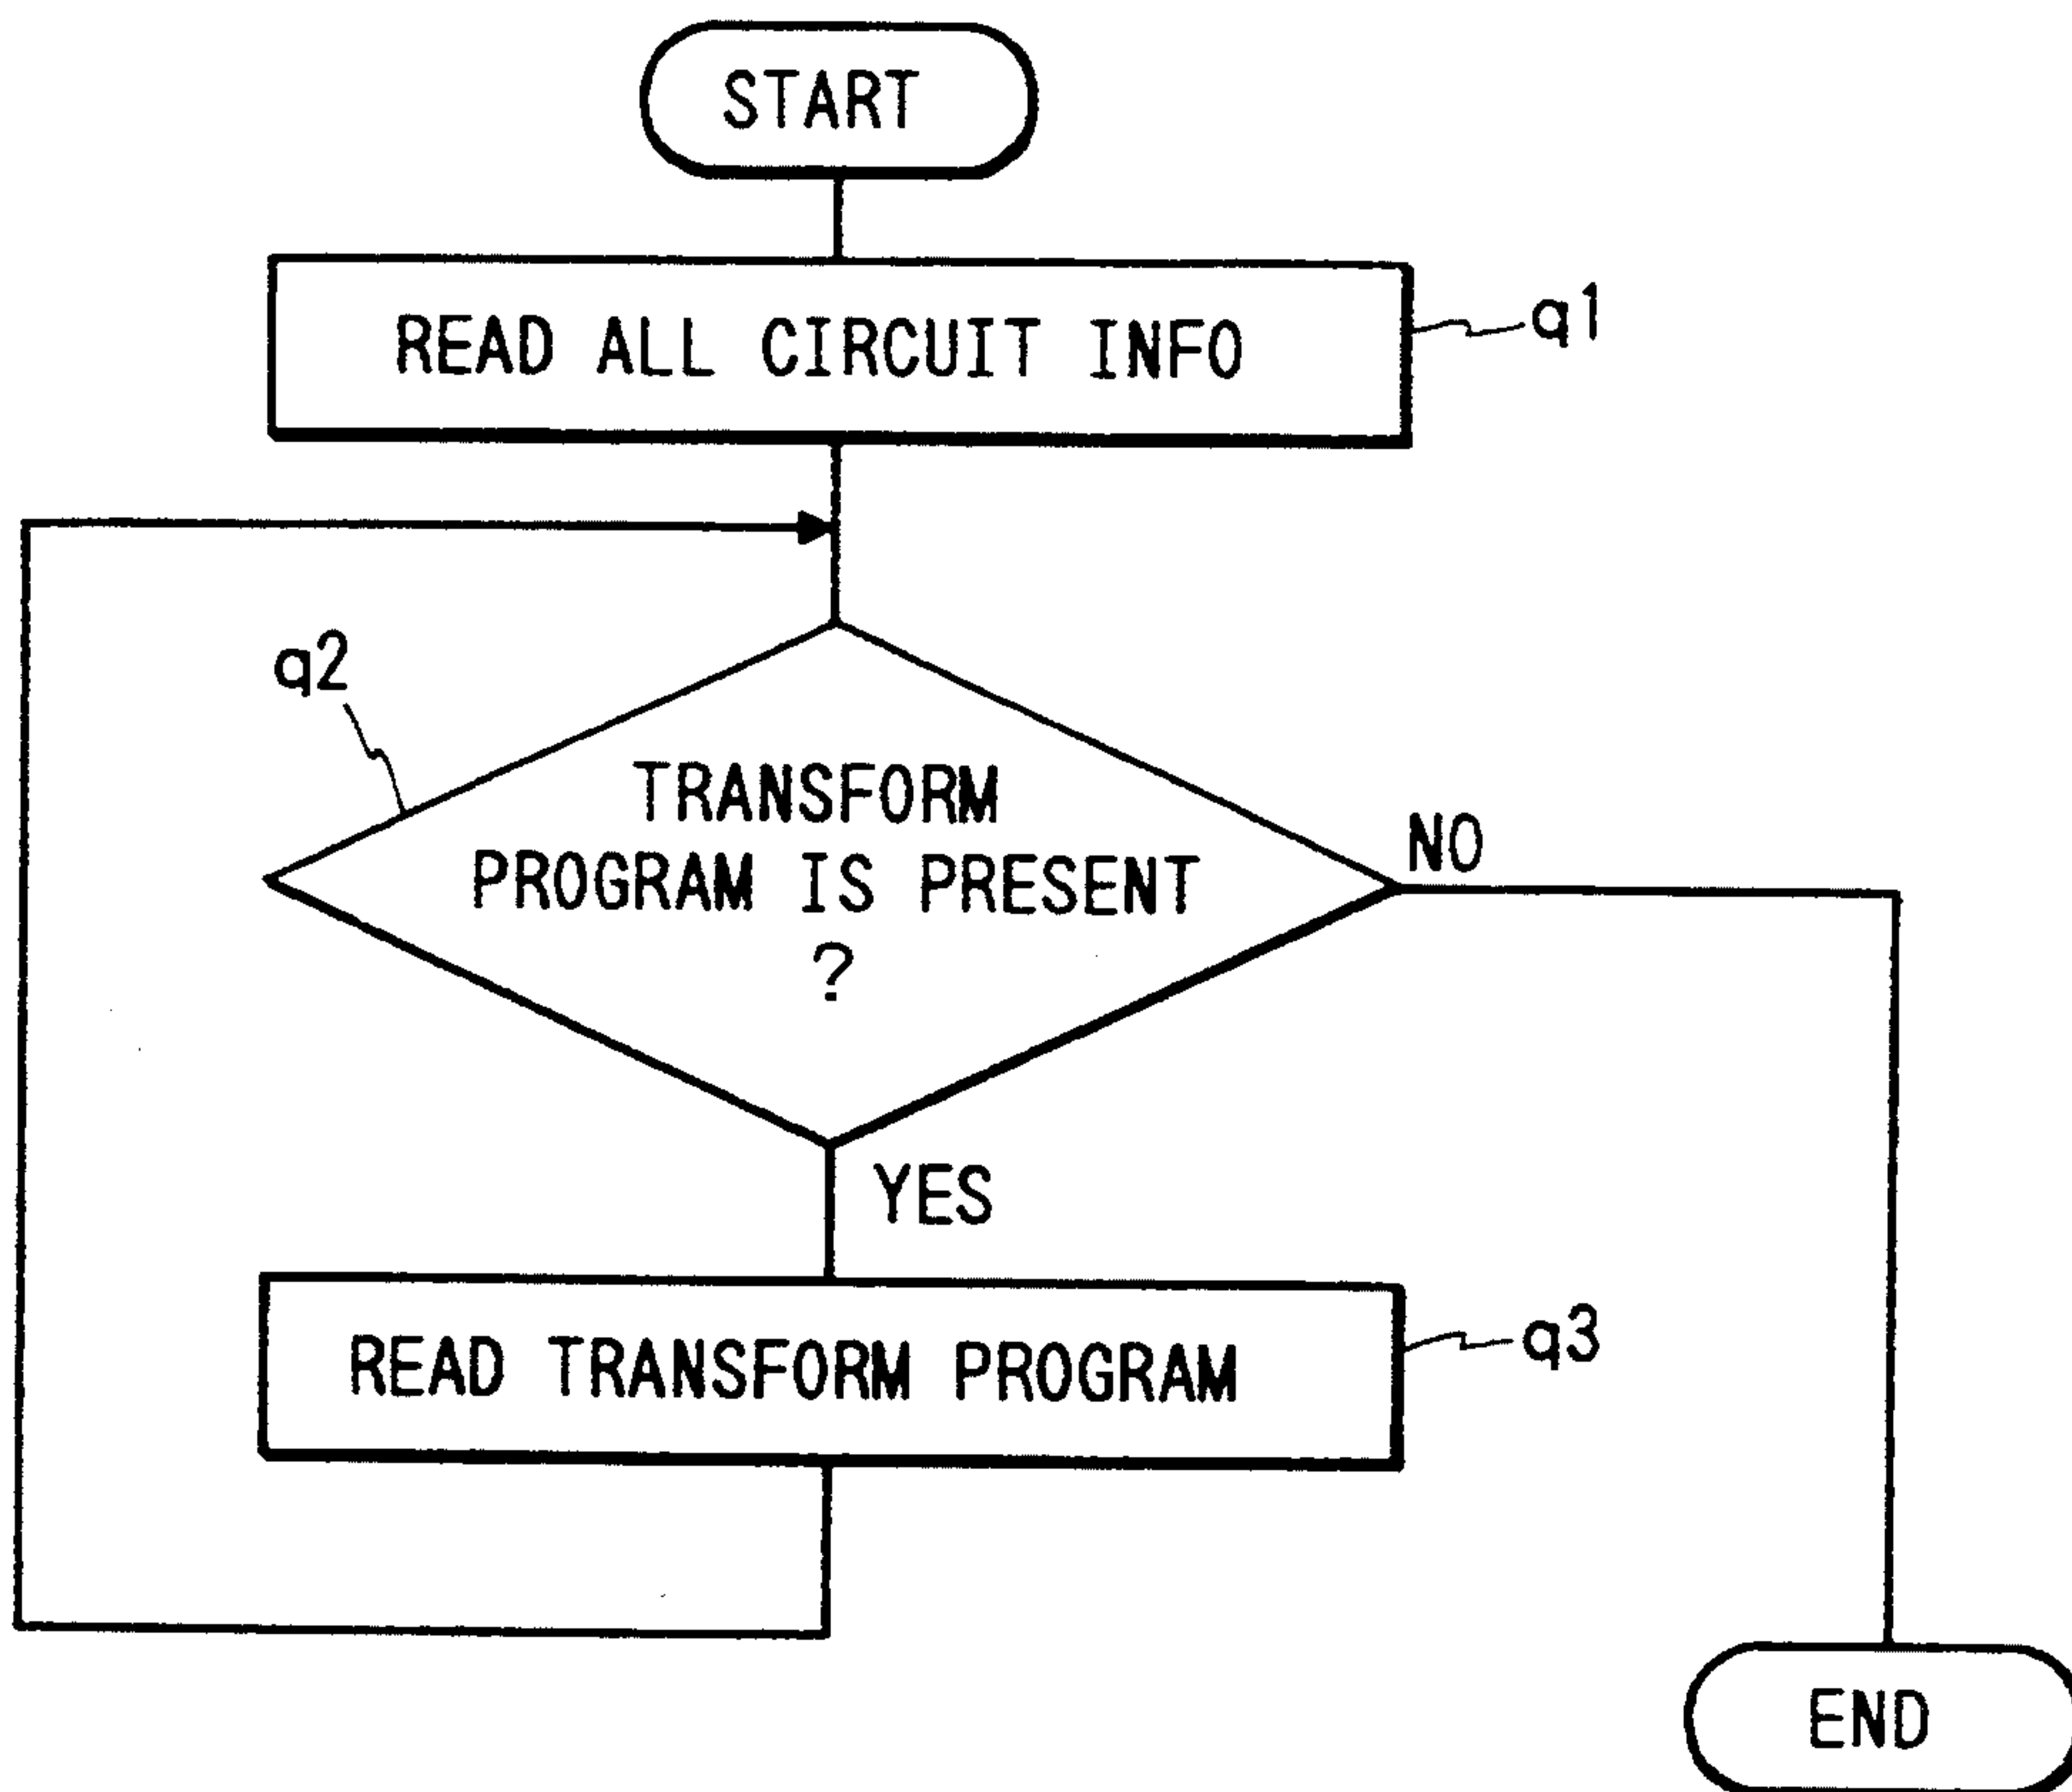 START
READ ALL CIRCUIT INFO
q1
q2
TRANSFORM
PROGRAM IS PRESENT
?
NO
YES
READ TRANSFORM PROGRAM
q3
END